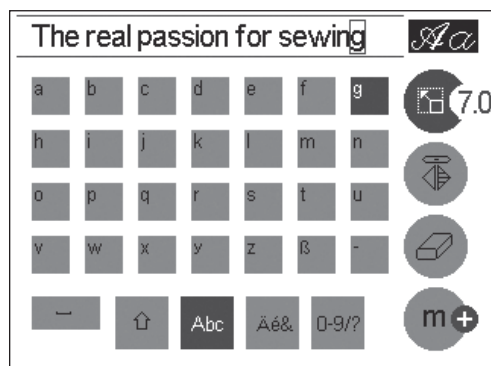 The real passion for sewing
Aa
a b c d e f g
7.0
h i j k l m n
o p q r s t u
v w x y z ß -
m+
Abc Äé& 0-9/?